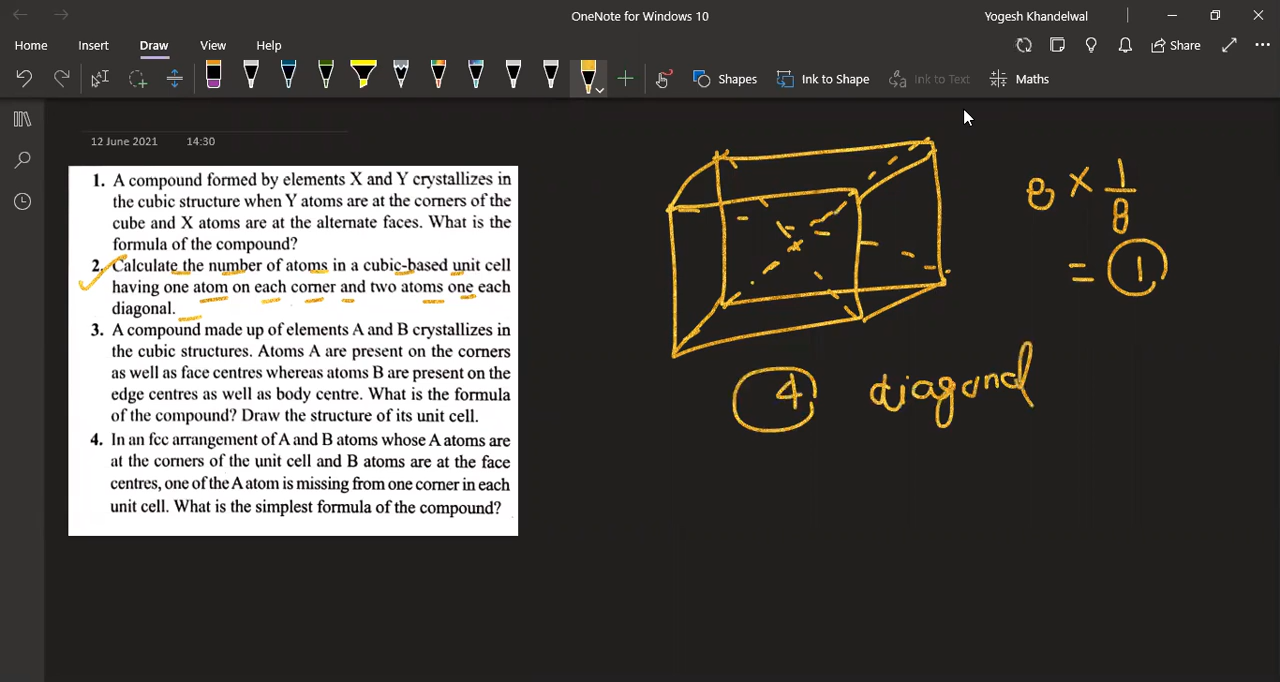 OneNote for Windows 10
Yogesh Khandelwal
Home Insert Draw View Help
Share
Shapes Ink to Shape Ink to Text Maths
12 June 2021 14:30
1. A compound formed by elements X and Y crystallizes in
the cubic structure when Y atoms are at the corners of the
cube and X atoms are at the alternate faces. What is the
formula of the compound?
2. Calculate the number of atoms in a cubic-based unit cell
having one atom on each corner and two atoms one each
diagonal.
3. A compound made up of elements A and B crystallizes in
the cubic structures. Atoms A are present on the corners
as well as face centres whereas atoms B are present on the
edge centres as well as body centre. What is the formula
of the compound? Draw the structure of its unit cell.
4. In an fcc arrangement of A and B atoms whose A atoms are
at the corners of the unit cell and B atoms are at the face
centres, one of the A atom is missing from one corner in each
unit cell. What is the simplest formula of the compound?
8 × 1/8
= 1
4 diagonal